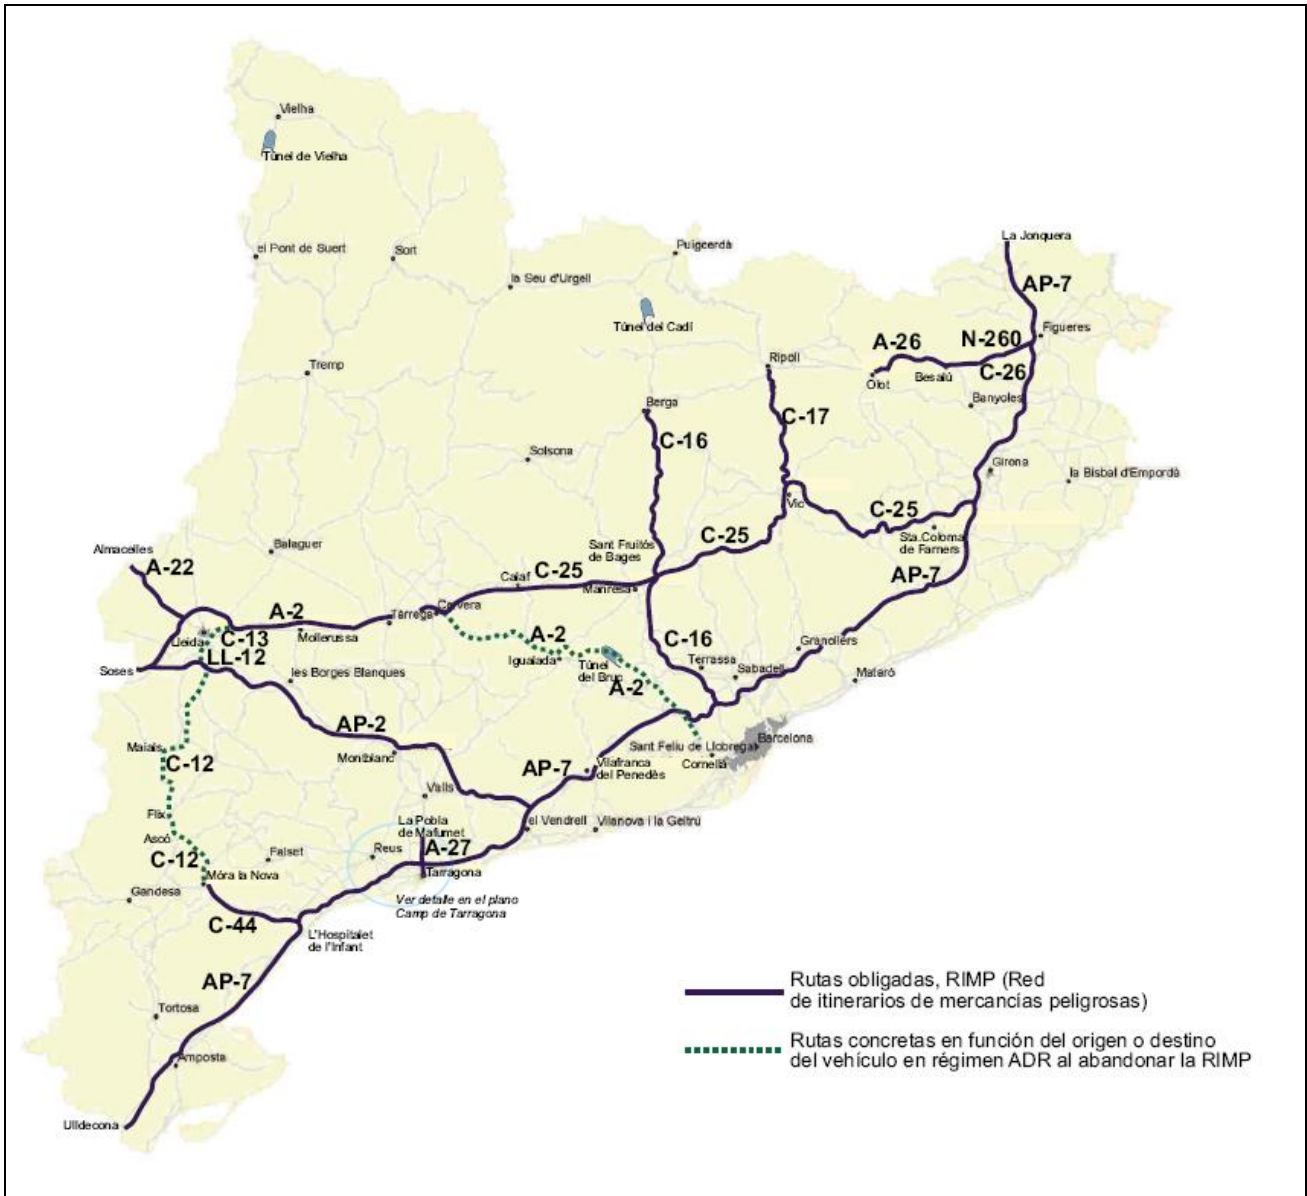 Vielha
Túnel de Vielha
el Pont de Suert
Sort
la Seu d'Urgell
Puigcerdà
La Jonquera
AP-7
Túnel del Cadí
Figueres
A-26
N-260
Ripoll
Tremp
Olot
Besalú
C-26
Banyoles
Berga
C-17
C-16
Solsona
Girona
la Bisbal d'Empordà
Vic
C-25
Sta.Coloma
de Farners
Almacelles
A-22
Balaguer
Sant Fruitós
de Bages
C-25
Calaf
C-25
Manresa
AP-7
A-2
Tàrrega
Cervera
Lleida
C-13
Mollerussa
A-2
C-16
Granollers
LL-12
Igualada
Túnel
del Bruc
Terrassa
Sabadell
Soses
les Borges Blanques
A-2
Mataró
AP-2
Maials
Montblanc
C-12
Sant Feliu de Llobregat
Barcelona
AP-7
Vilafranca
del Penedès
Cornellà
Valls
Flix
La Pobla
de Mafumet
el Vendrell
Vilanova i la Geltrú
Ascó
C-12
Falset
Reus
A-27
Móra la Nova
Tarragona
Gandesa
Ver detalle en el plano
Camp de Tarragona
C-44
L'Hospitalet
de l'Infant
AP-7
Rutas obligadas, RIMP (Red
de itinerarios de mercancías peligrosas)
Tortosa
Rutas concretas en función del origen o destino
del vehículo en régimen ADR al abandonar la RIMP
Amposta
Ulldecona